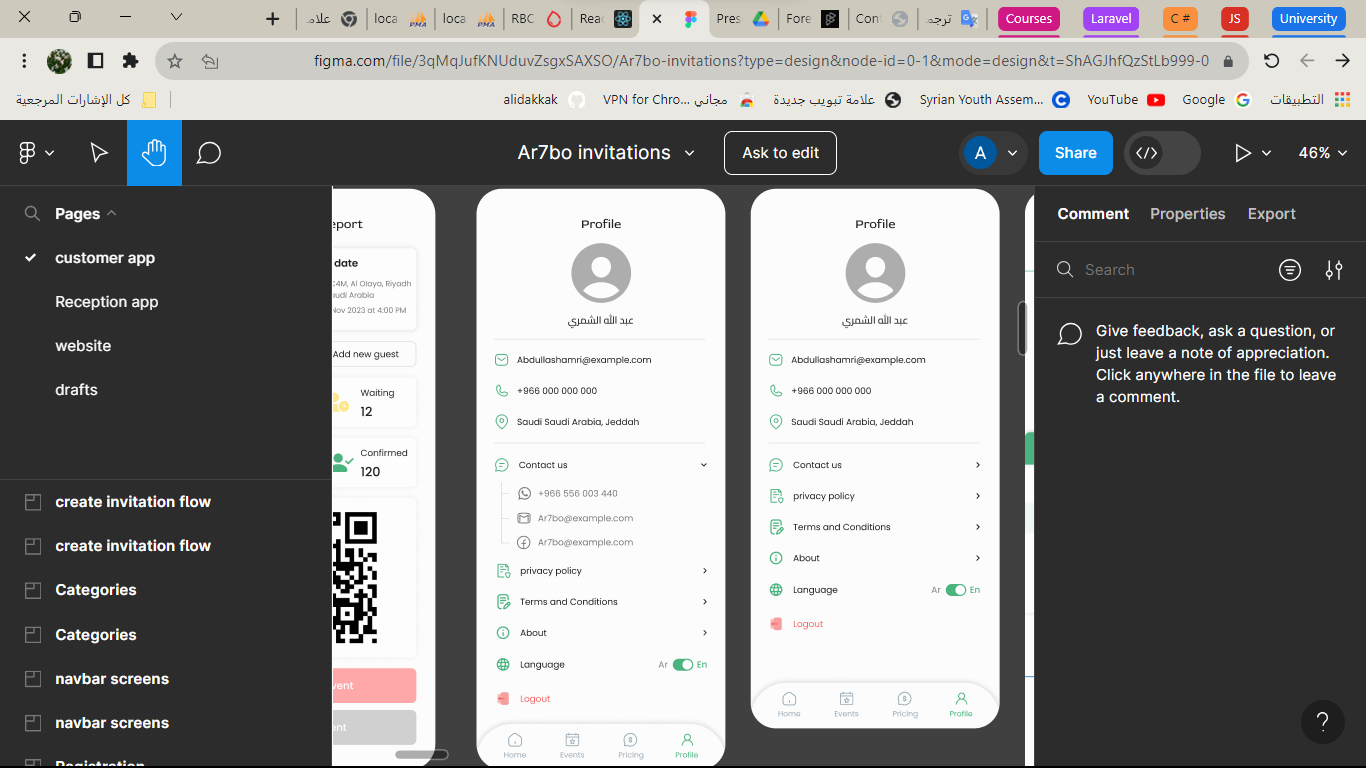 علامـ
loca
loca
RBC
Reac
Pres
Fore
Con
ترجمـ
Courses
Laravel
C #
JS
University
figma.com/file/3qMqJufKNUduvZsgxSAXSO/Ar7bo-invitations?type=design&node-id=0-1&mode=design&t=ShAGJhfQzStLb999-0
كل الإشارات المرجعية
alidakkak
VPN for Chro... مجاني
علامة تبويب جديدة
Syrian Youth Assem...
YouTube
Google
التطبيقات
Ar7bo invitations
Ask to edit
A
Share
46%
Pages
customer app
Reception app
website
drafts
create invitation flow
create invitation flow
Categories
Categories
navbar screens
navbar screens
Registration
eport
date
C4M, Al Olaya, Riyadh
audi Arabia
Nov 2023 at 4:00 PM
Add new guest
Waiting
12
Confirmed
120
vent
ent
Profile
عبد الله الشمري
Abdullashamri@example.com
+966 000 000 000
Saudi Saudi Arabia, Jeddah
Contact us
+966 556 003 440
Ar7bo@example.com
Ar7bo@example.com
privacy policy
Terms and Conditions
About
Language
Ar
En
Logout
Home
Events
Pricing
Profile
Profile
عبد الله الشمري
Abdullashamri@example.com
+966 000 000 000
Saudi Saudi Arabia, Jeddah
Contact us
privacy policy
Terms and Conditions
About
Language
Ar
En
Logout
Home
Events
Pricing
Profile
Comment
Properties
Export
Search
Give feedback, ask a question, or
just leave a note of appreciation.
Click anywhere in the file to leave
a comment.
?